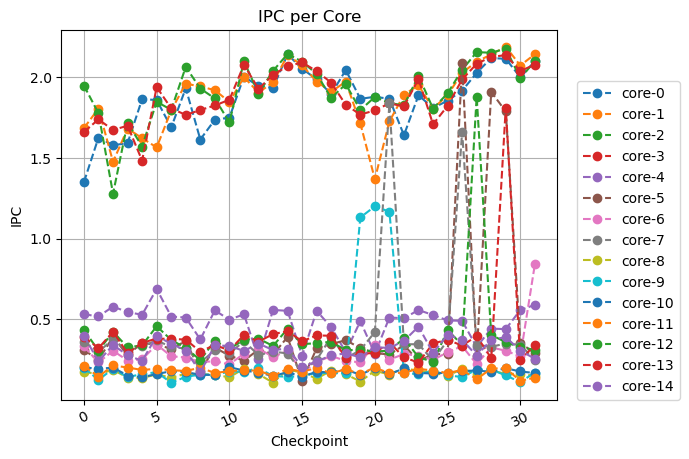 IPC per Core
IPC
2.0
1.5
1.0
0.5
0
5
10
15
20
25
30
Checkpoint
core-0
core-1
core-2
core-3
core-4
core-5
core-6
core-7
core-8
core-9
core-10
core-11
core-12
core-13
core-14